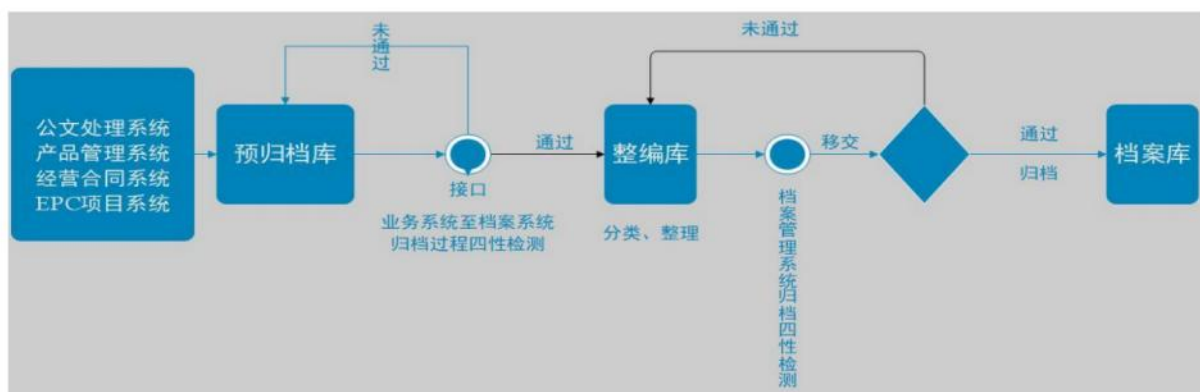 未通过
未通过
公文处理系统
产品管理系统
经营合同系统
EPC项目系统
预归档库
接口
业务系统至档案系统
归档过程四性检测
通过
整编库
分类、整理
档案管理系统归档四性检测
移交
通过
归档
档案库